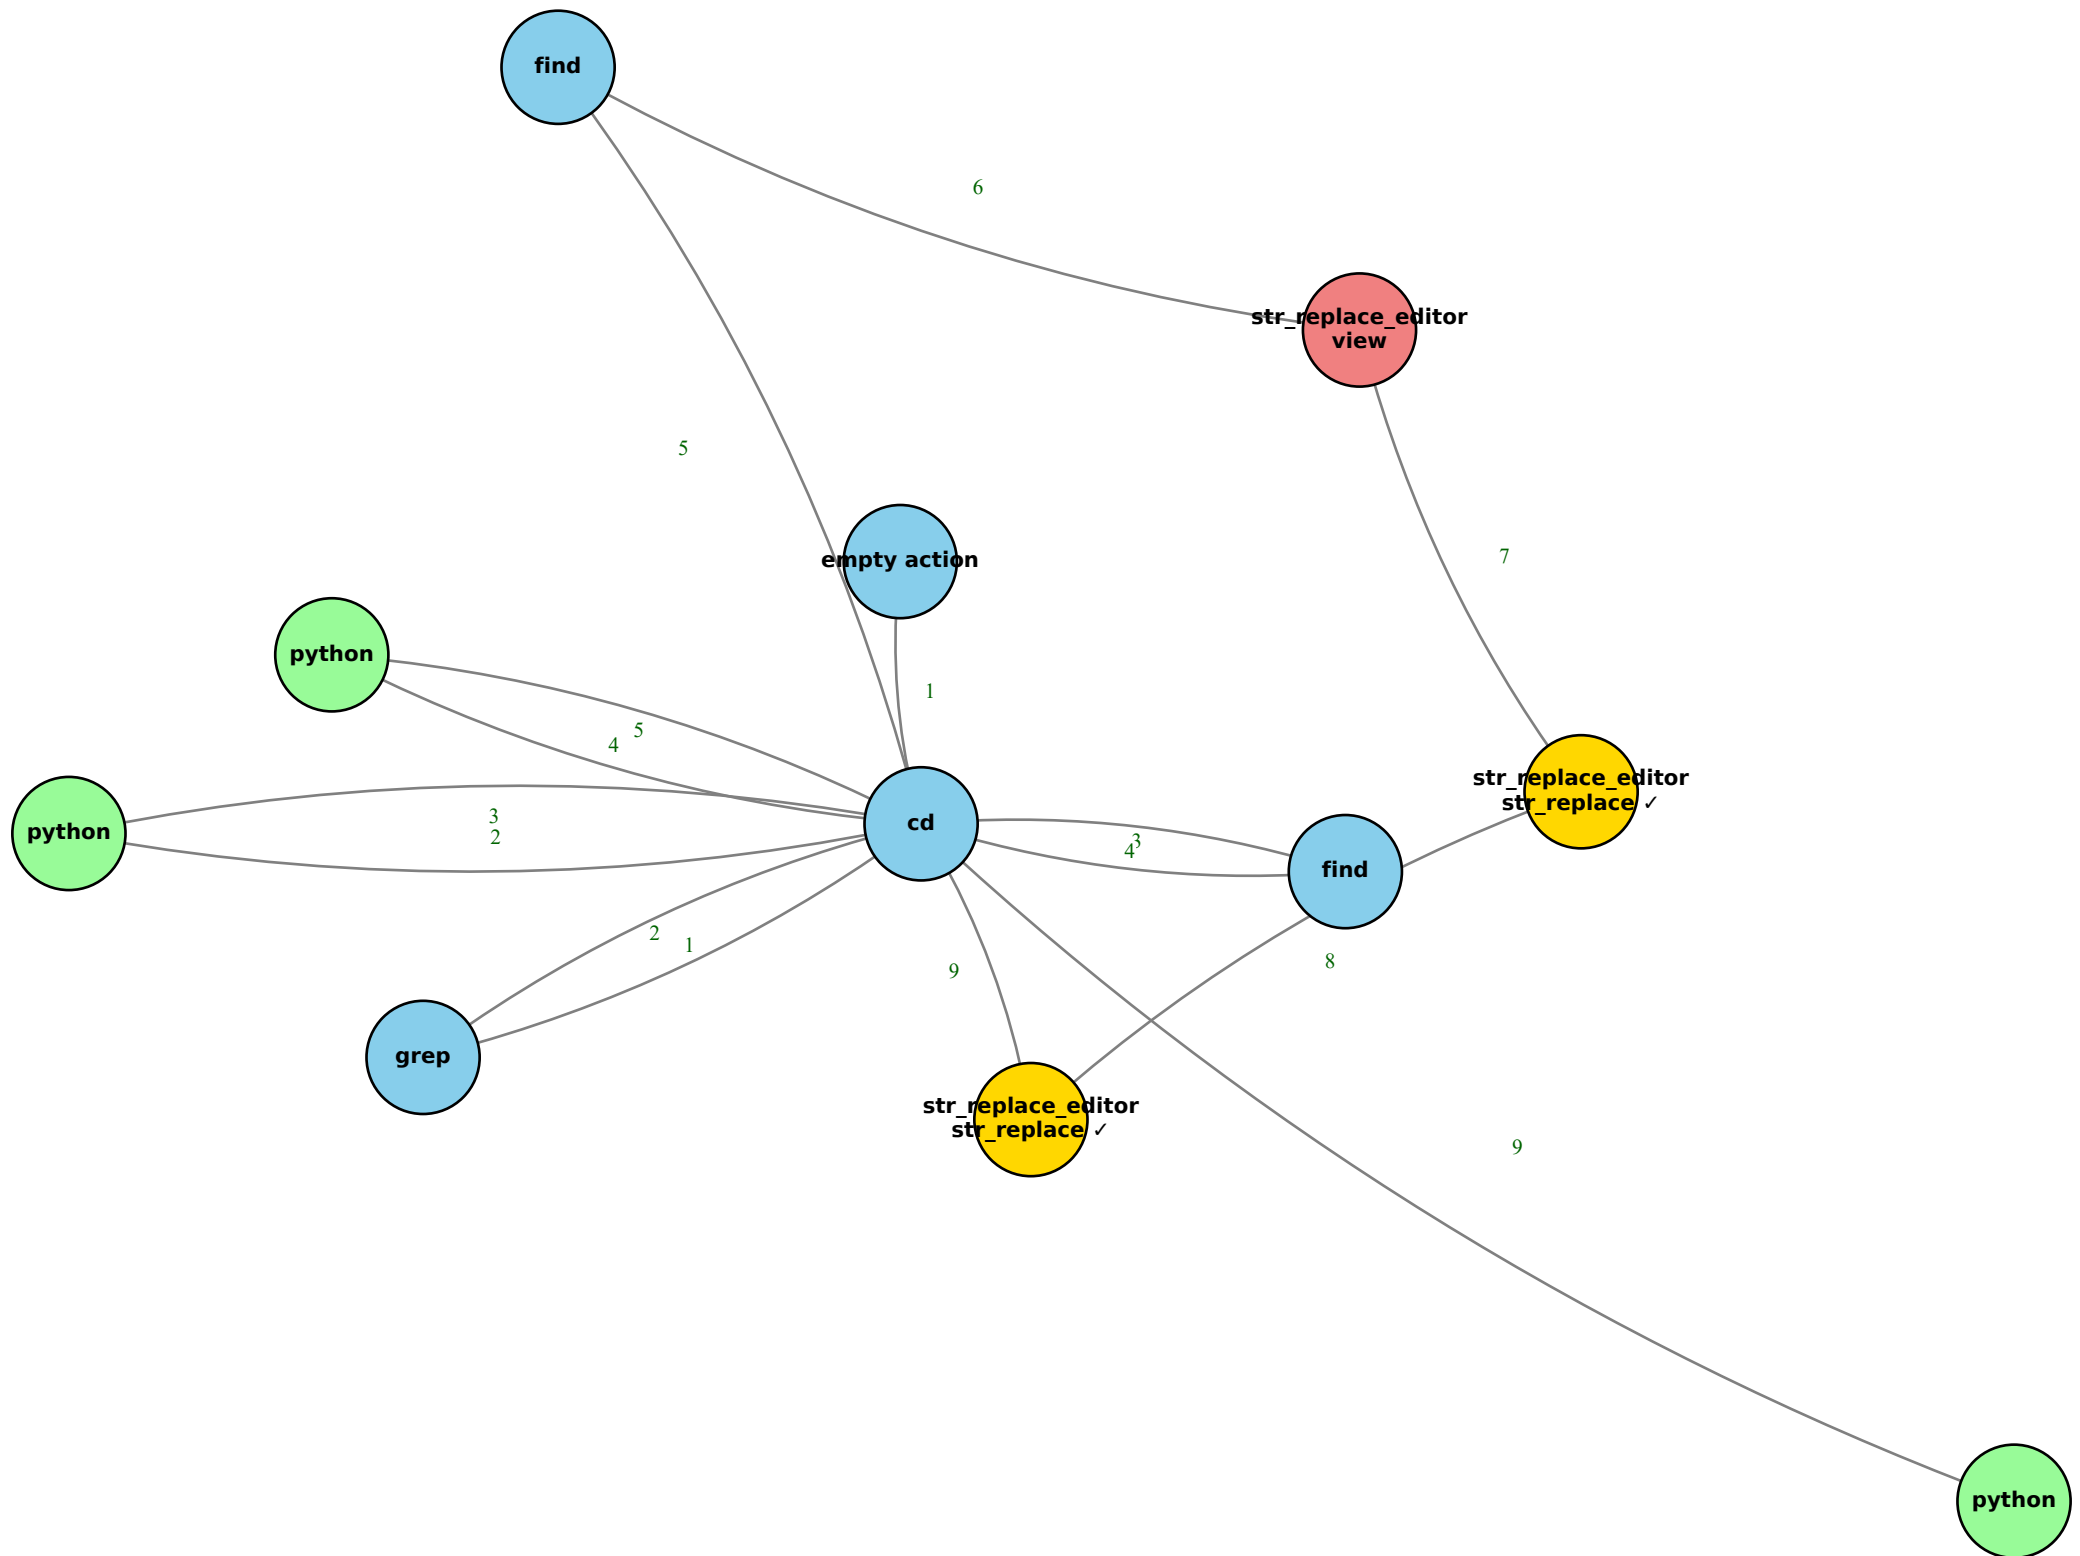 find
6
str_replace_editor
view
5
empty action
7
python
1
5
4
str_replace_editor
str_replace ✓
python
3
2
cd
3
4
find
2
1
9
8
grep
str_replace_editor
str_replace ✓
9
python